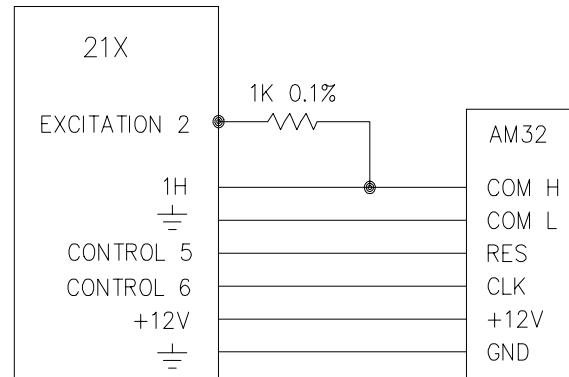 21X
1K 0.1%
EXCITATION 2
AM32
1H
COM H
COM L
CONTROL 5
RES
CONTROL 6
CLK
+12V
+12V
GND